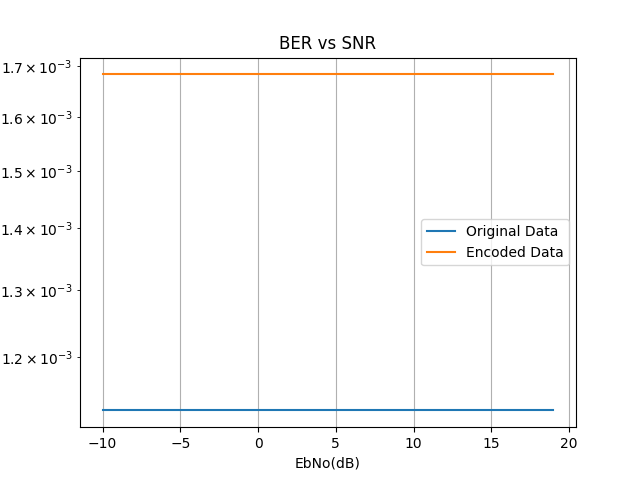 BER vs SNR
1.7 × 10⁻³
1.6 × 10⁻³
1.5 × 10⁻³
1.4 × 10⁻³
1.3 × 10⁻³
1.2 × 10⁻³
Original Data
Encoded Data
−10 −5 0 5 10 15 20
EbNo(dB)